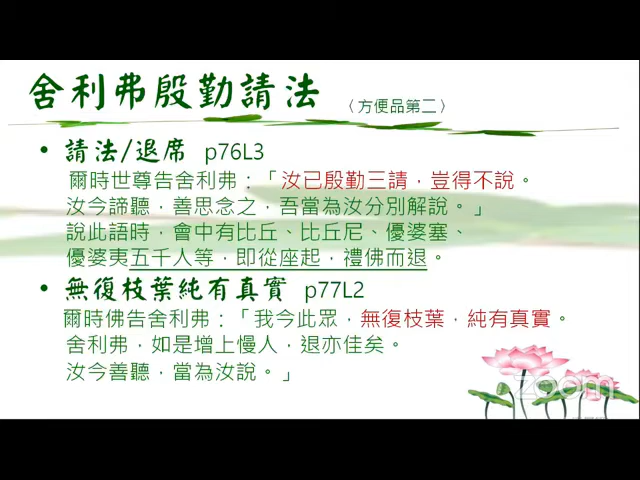 舍利弗殷勤請法 （方便品第二）
• 請法/退席 p76L3
爾時世尊告舍利弗：「汝已殷勤三請，豈得不說。
汝今諦聽，善思念之，吾當為汝分別解說。」
說此語時，會中有比丘、比丘尼、優婆塞、
優婆夷五千人等，即從座起，禮佛而退。
• 無復枝葉純有真實 p77L2
爾時佛告舍利弗：「我今此眾，無復枝葉，純有真實。
舍利弗，如是增上慢人，退亦佳矣。
汝今善聽，當為汝說。」
zoom